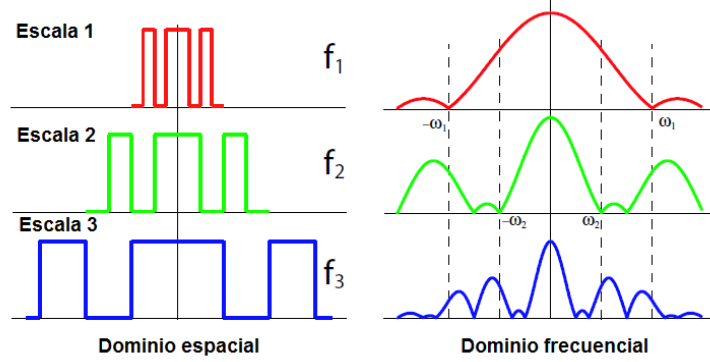 Escala 1
f₁
Escala 2
f₂
Escala 3
f₃
Dominio espacial
−ω₁
ω₁
−ω₂
ω₂
Dominio frecuencial